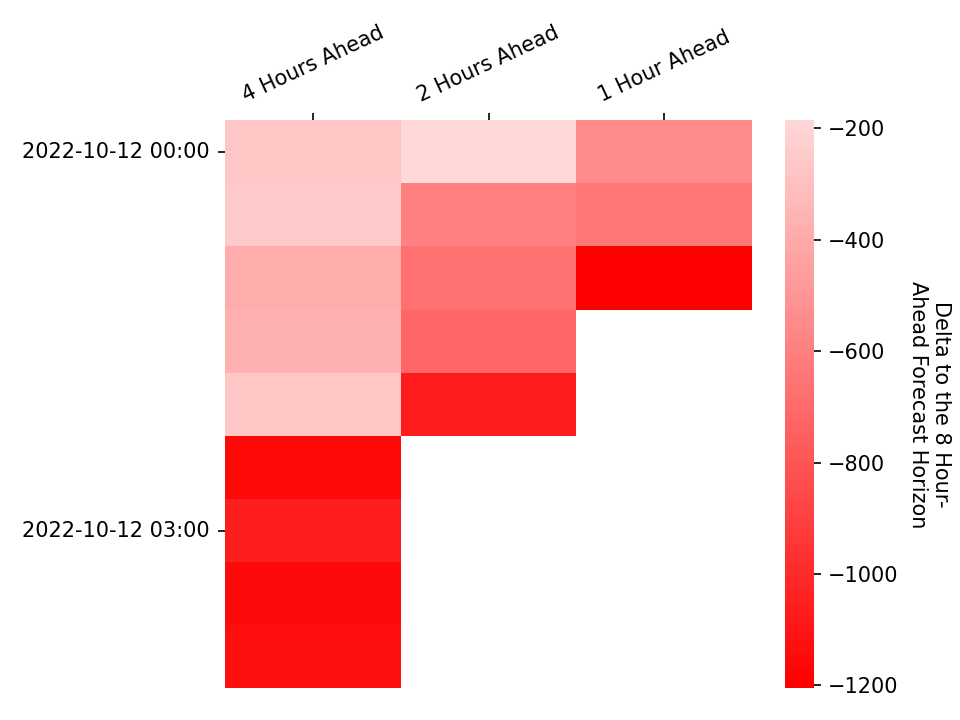 4 Hours Ahead
2 Hours Ahead
1 Hour Ahead
2022-10-12 00:00
2022-10-12 03:00
−200
−400
−600
−800
−1000
−1200
Delta to the 8 Hour-
Ahead Forecast Horizon